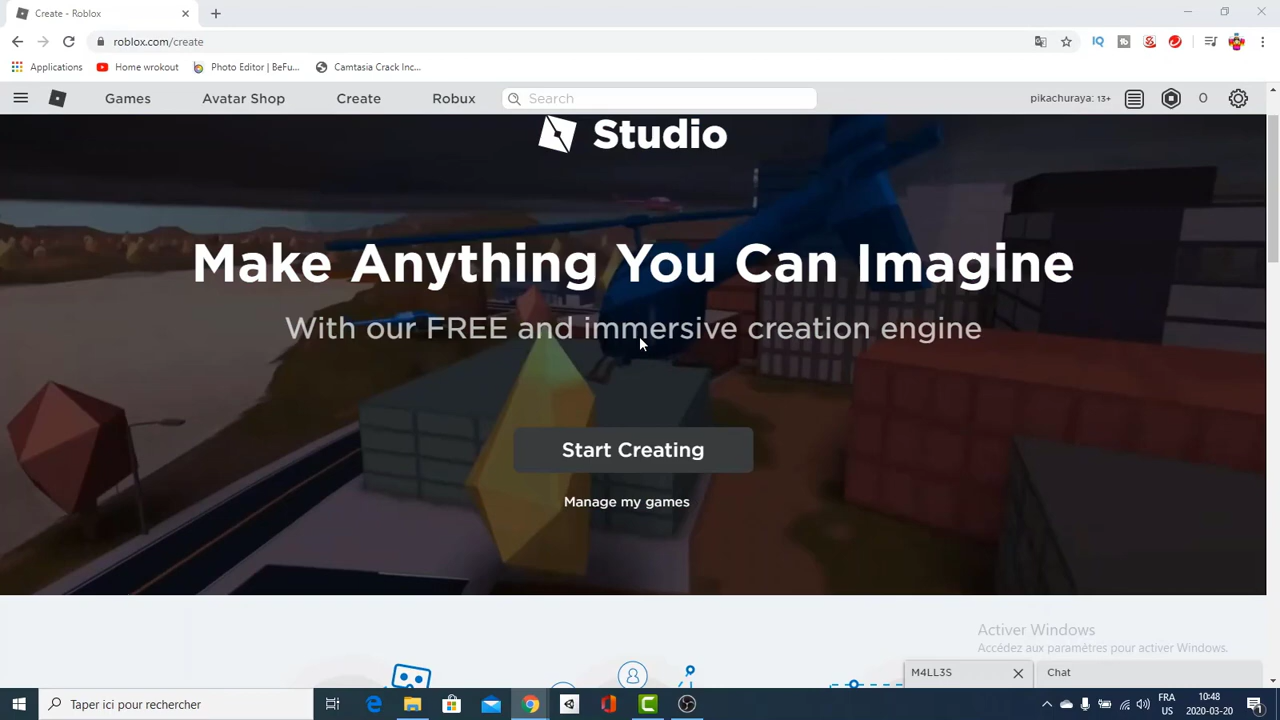 Create - Roblox
roblox.com/create
Applications
Home wrokout
Photo Editor | BeFu...
Camtasia Crack Inc...
Games
Avatar Shop
Create
Robux
Search
pikachuraya: 13+
0
Studio
Make Anything You Can Imagine
With our FREE and immersive creation engine
Start Creating
Manage my games
Activer Windows
Accédez aux paramètres pour activer Windows.
M4LL3S
Chat
Taper ici pour rechercher
FRA
US
10:48
2020-03-20